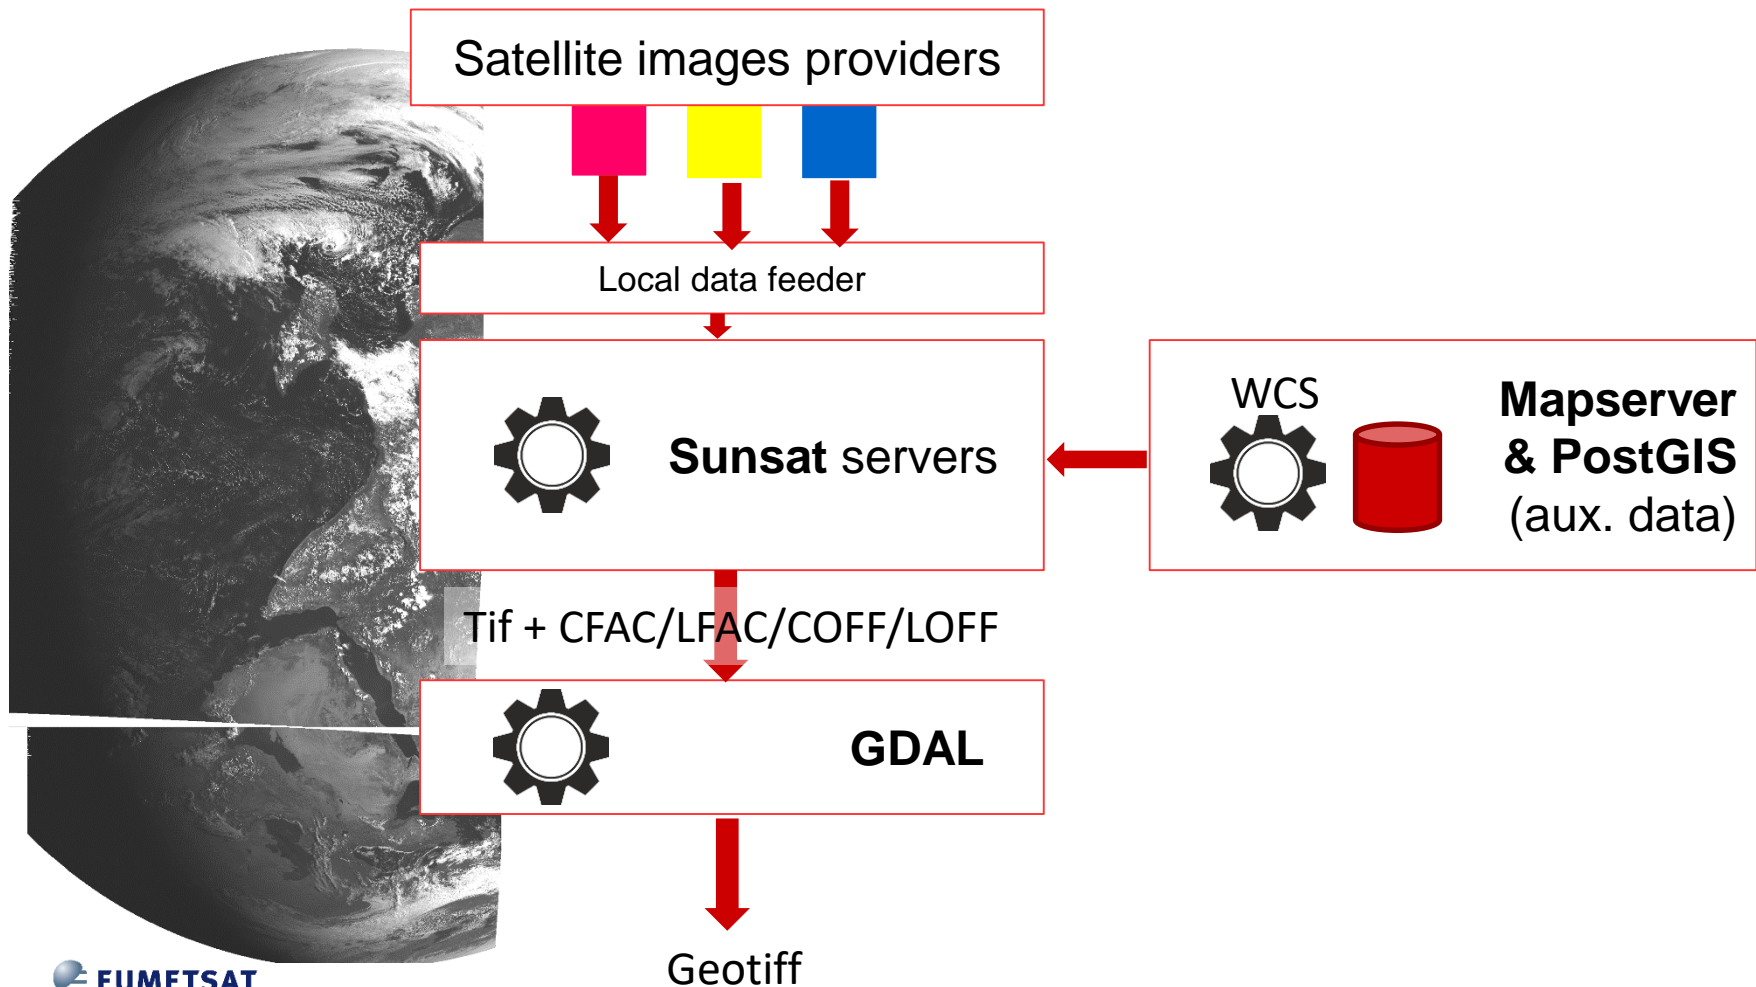 Satellite images providers
Local data feeder
Sunsat servers
WCS
Mapserver
& PostGIS
(aux. data)
Tif + CFAC/LFAC/COFF/LOFF
GDAL
Geotiff
EUMETSAT